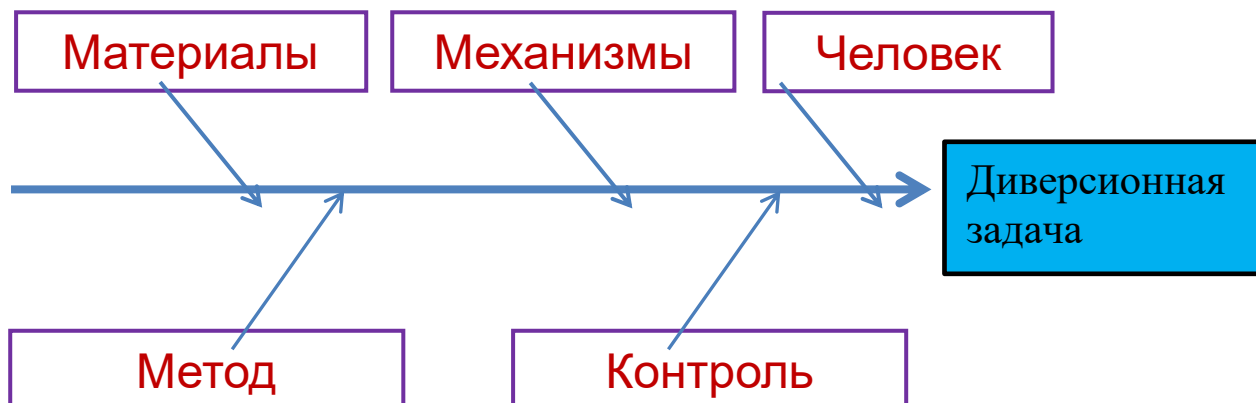 Материалы
Механизмы
Человек
Диверсионная
задача
Метод
Контроль